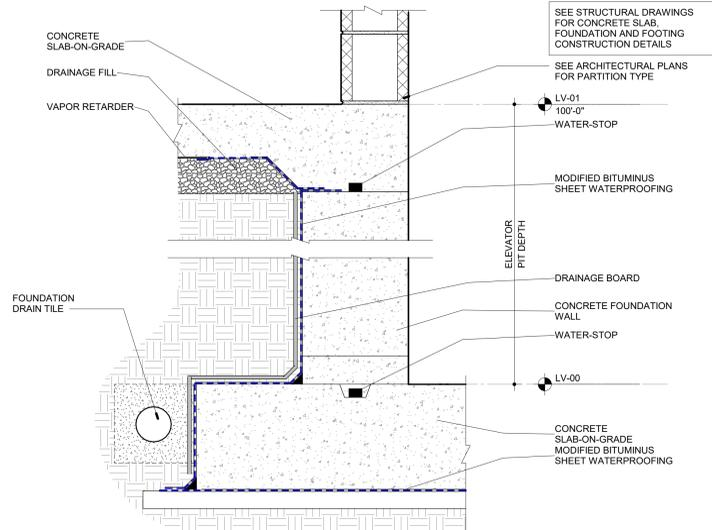 SEE STRUCTURAL DRAWINGS
FOR CONCRETE SLAB,
FOUNDATION AND FOOTING
CONSTRUCTION DETAILS
CONCRETE
SLAB-ON-GRADE
DRAINAGE FILL
VAPOR RETARDER
SEE ARCHITECTURAL PLANS
FOR PARTITION TYPE
LV-01
100'-0"
WATER-STOP
MODIFIED BITUMINUS
SHEET WATERPROOFING
ELEVATOR
PIT DEPTH
DRAINAGE BOARD
FOUNDATION
DRAIN TILE
CONCRETE FOUNDATION
WALL
WATER-STOP
LV-00
CONCRETE
SLAB-ON-GRADE
MODIFIED BITUMINUS
SHEET WATERPROOFING